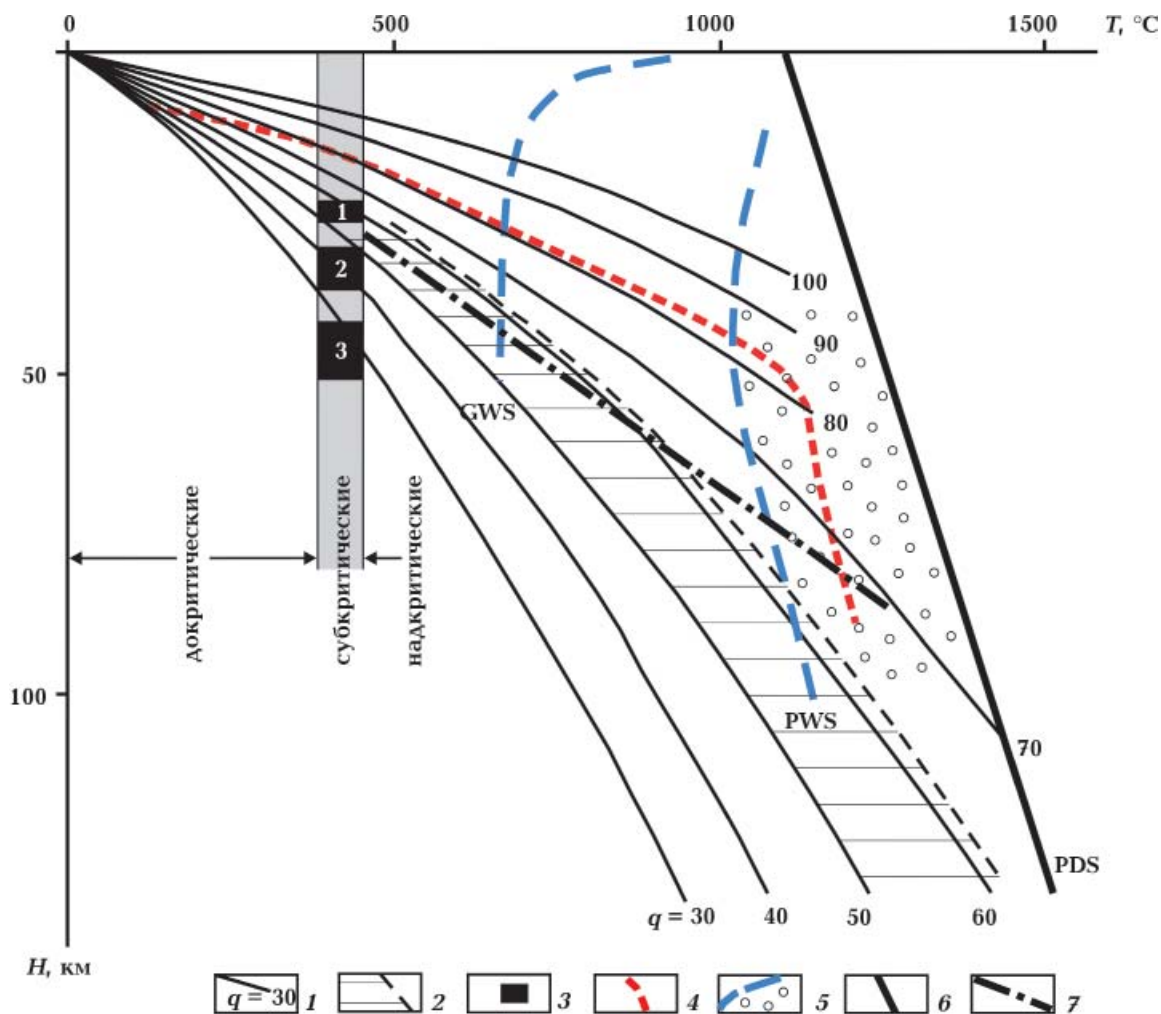 0 500 1000 1500 T, °C
1
2
3
50
100
GWS
PWS
PDS
100
90
80
70
докритические
субкритические
надкритические
q = 30 40 50 60
H, км
q = 30 1 2 3 4 5 6 7